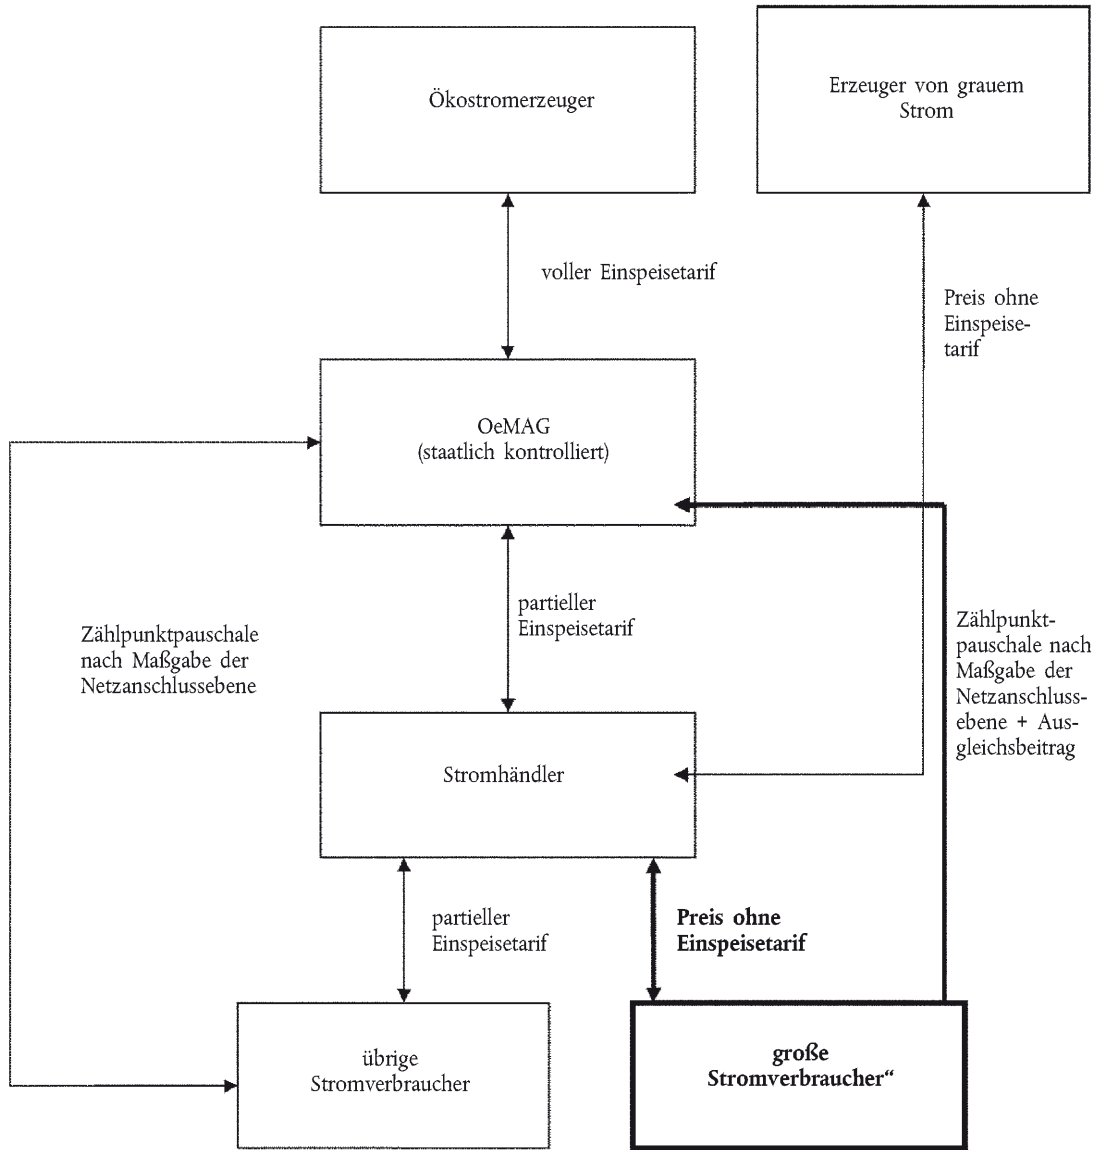 Ökostromerzeuger
Erzeuger von grauem
Strom
voller Einspeisetarif
Preis ohne
Einspeise-
tarif
OeMAG
(staatlich kontrolliert)
partieller
Einspeisetarif
Zählpunktpauschale
nach Maßgabe der
Netzanschlussebene
Zählpunkt-
pauschale nach
Maßgabe der
Netzanschluss-
ebene + Aus-
gleichsbeitrag
Stromhändler
partieller
Einspeisetarif
Preis ohne
Einspeisetarif
übrige
Stromverbraucher
große
Stromverbraucher“